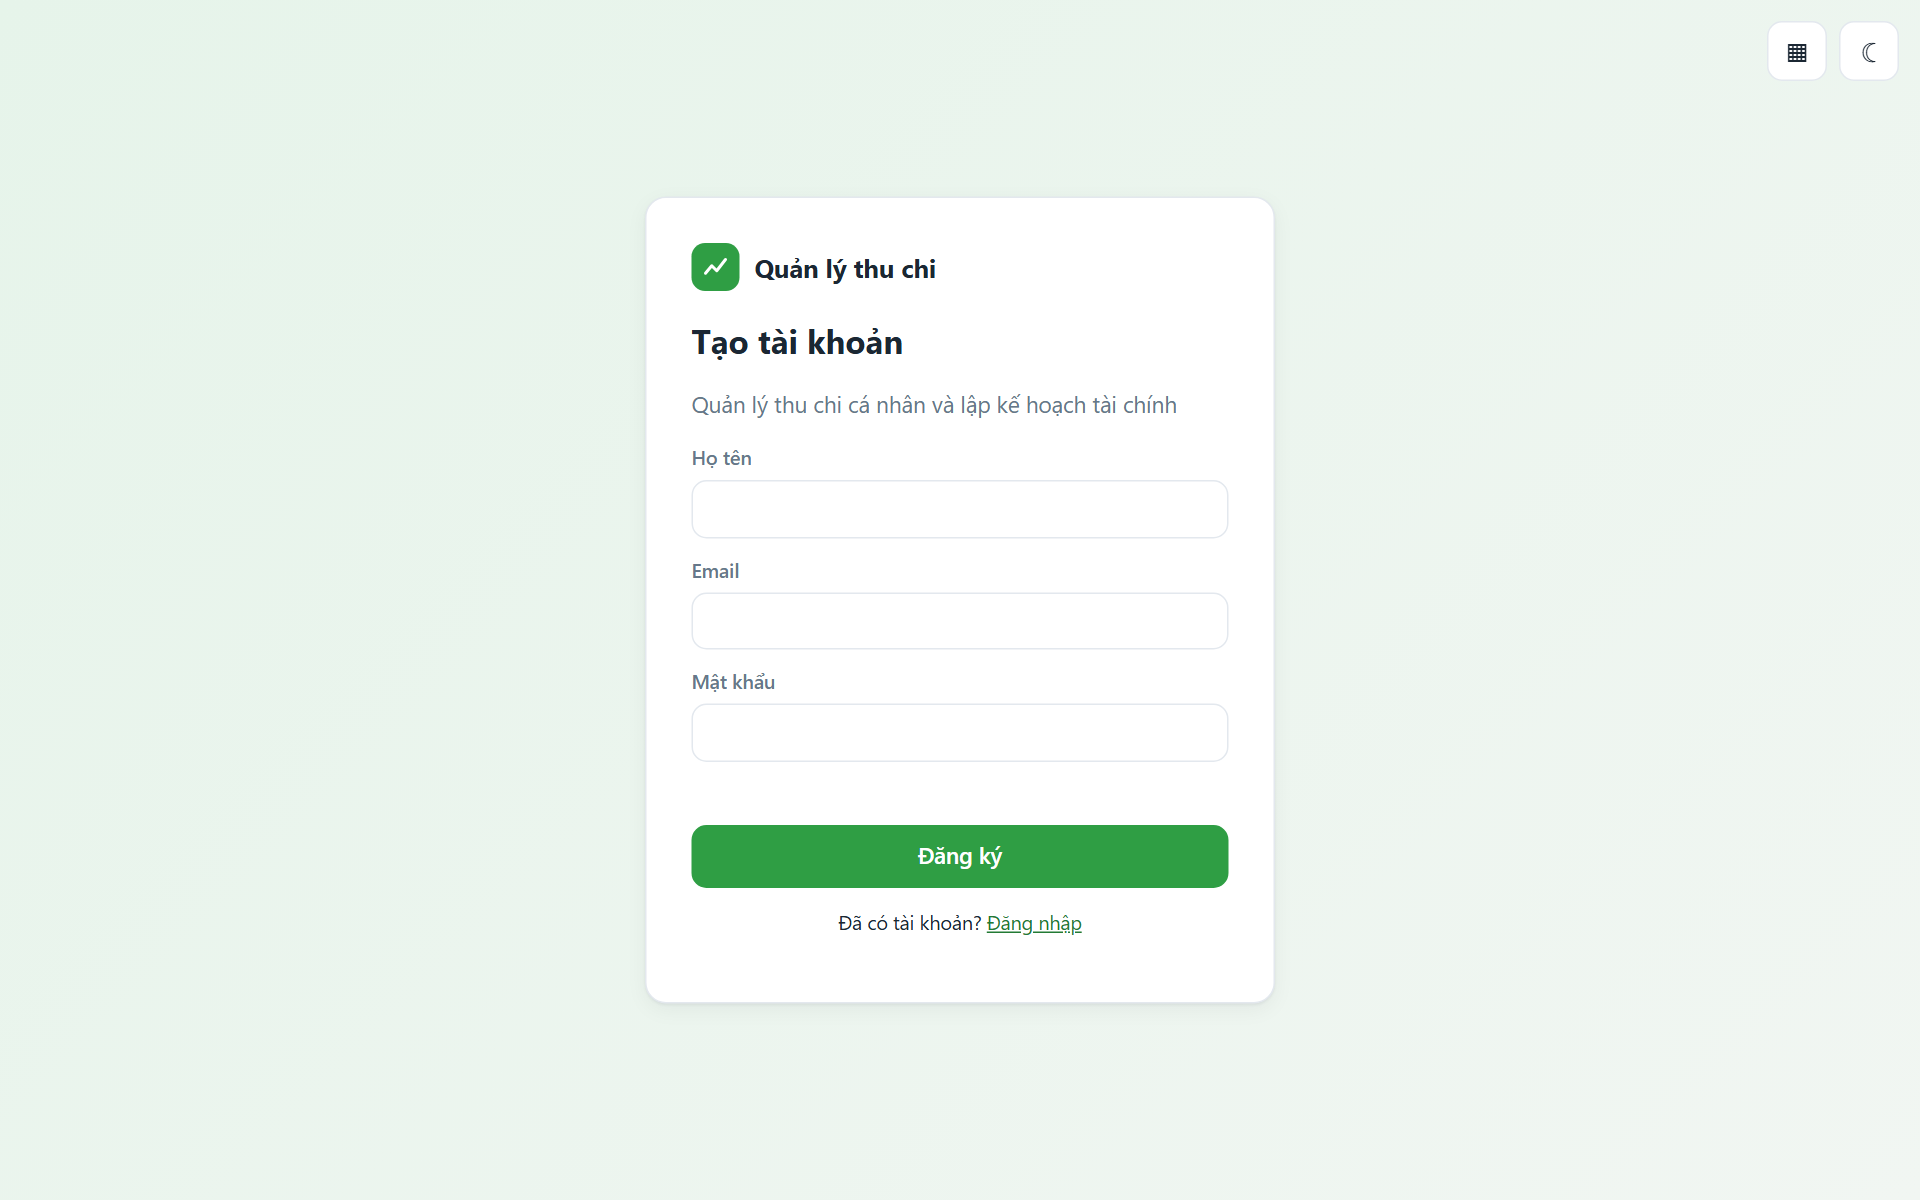 Quản lý thu chi
Tạo tài khoản
Quản lý thu chi cá nhân và lập kế hoạch tài chính
Họ tên
Email
Mật khẩu
Đăng ký
Đã có tài khoản? Đăng nhập